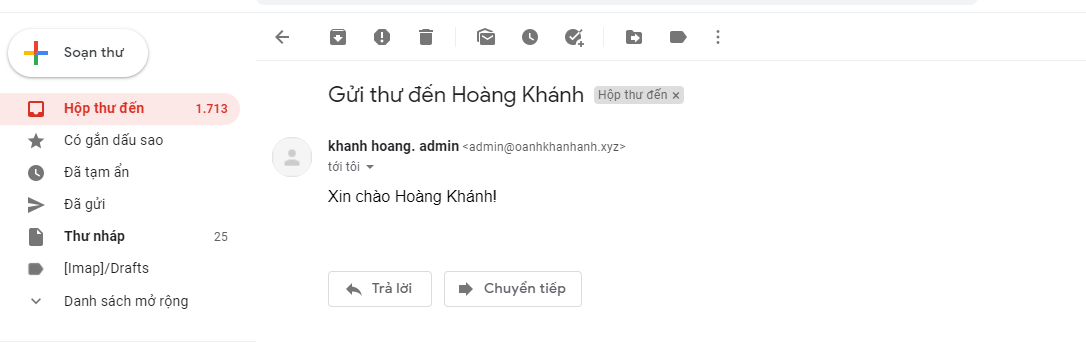 Soạn thư
Hộp thư đến 1.713
Có gắn dấu sao
Đã tạm ẩn
Đã gửi
Thư nháp 25
[Imap]/Drafts
Danh sách mở rộng
Gửi thư đến Hoàng Khánh Hộp thư đến ×
khanh hoang. admin <admin@oanhkhanhanh.xyz>
tới tôi
Xin chào Hoàng Khánh!
Trả lời Chuyển tiếp